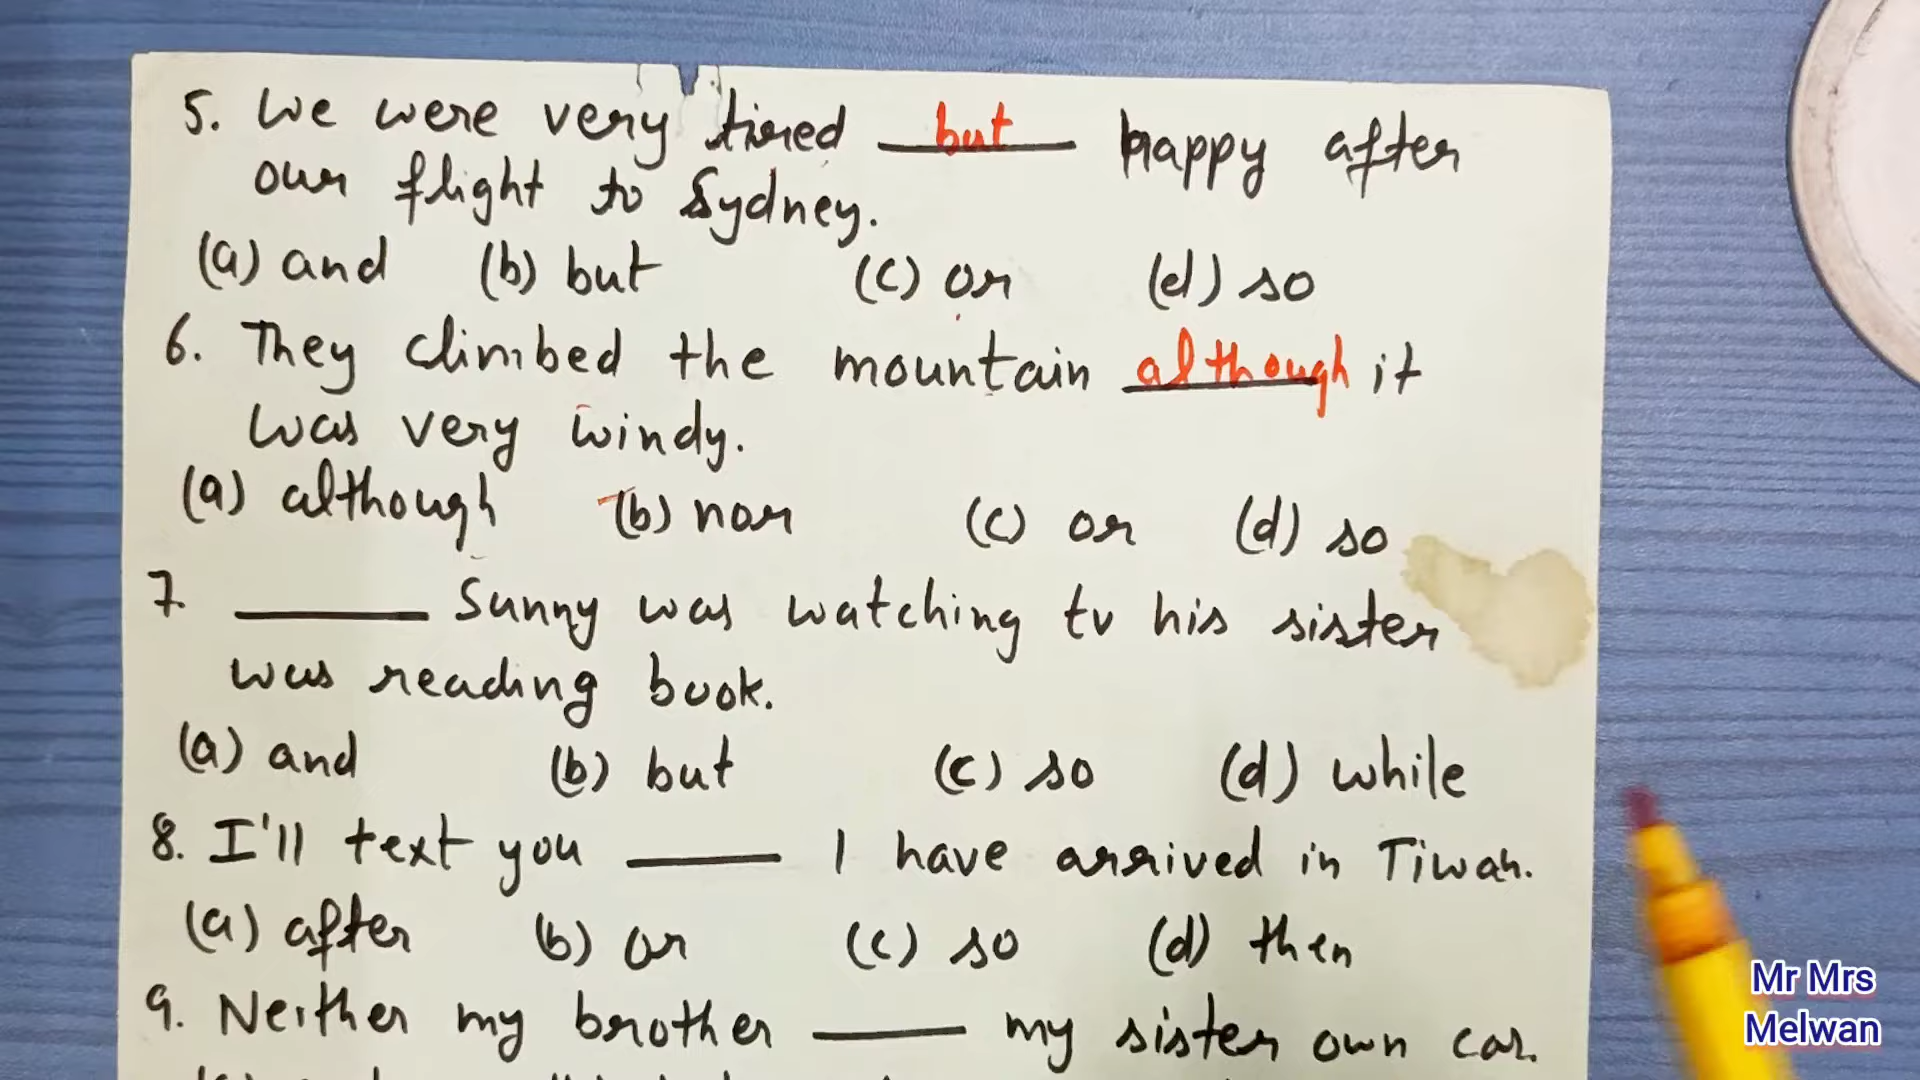 5. We were very tired but happy after
our flight to Sydney.
(a) and (b) but (c) or (d) so
6. They climbed the mountain although it
was very windy.
(a) although (b) nor (c) or (d) so
7. ______ Sunny was watching tv his sister
was reading book.
(a) and (b) but (c) so (d) while
8. I'll text you ______ I have arrived in Tiwan.
(a) after (b) or (c) so (d) then
9. Neither my brother ______ my sister own car.
Mr Mrs
Melwan